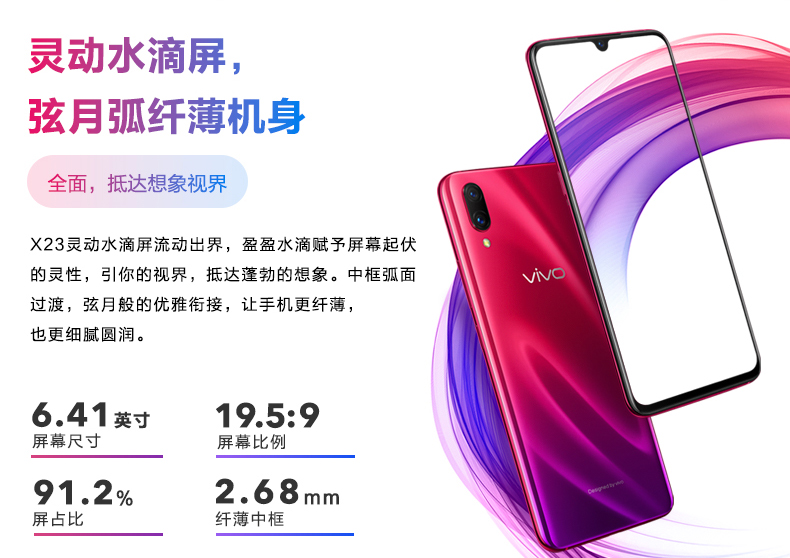 灵动水滴屏，
弦月弧纤薄机身
全面，抵达想象视界
X23灵动水滴屏流动出界，盈盈水滴赋予屏幕起伏
的灵性，引你的视界，抵达蓬勃的想象。中框弧面
过渡，弦月般的优雅衔接，让手机更纤薄，
也更细腻圆润。
6.41英寸
屏幕尺寸
19.5:9
屏幕比例
91.2%
屏占比
2.68mm
纤薄中框
vivo
Designed by vivo